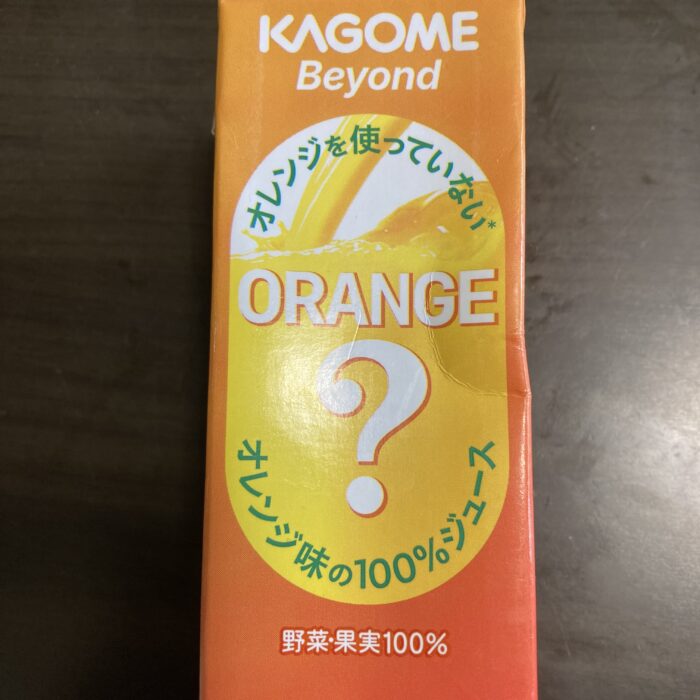 KAGOME
Beyond
オレンジを使っていない*
ORANGE
?
オレンジ味の100%ジュース
野菜・果実100%